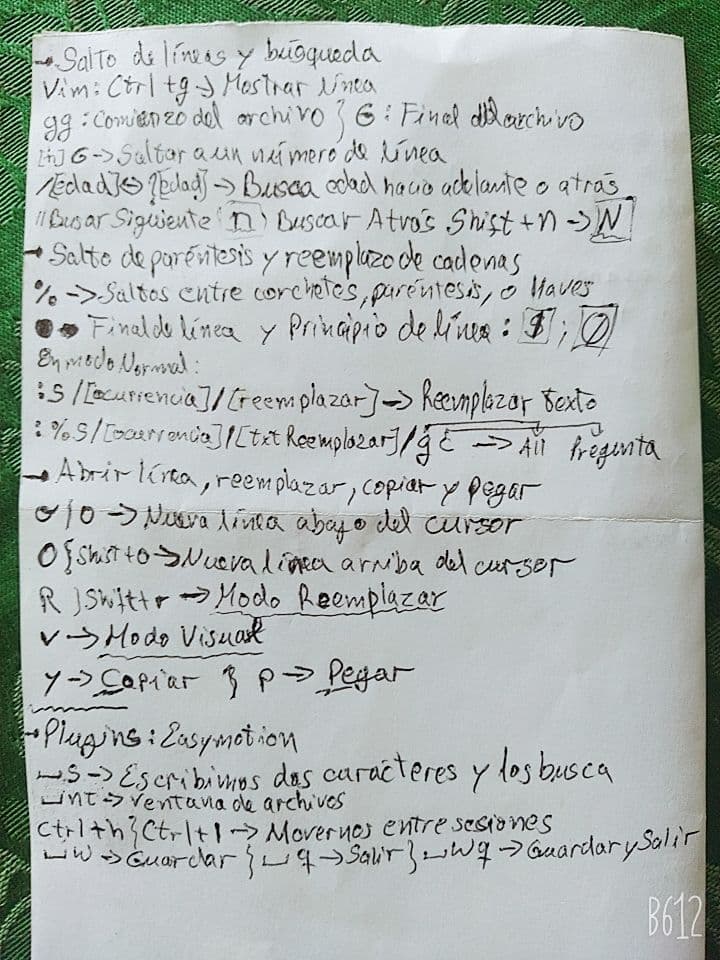 → Salto de líneas y búsqueda
Vim: Ctrl+g → Mostrar línea
gg: Comienzo del archivo } G: Final del archivo
[n] G → Saltar a un número de línea
/[Edad] ↔ ?[edad] → Busca edad hacia adelante o atrás
"Busar Siguiente (n) Buscar Atrás Shift+n → N
→ Salto de paréntesis y reemplazo de cadenas
% → Saltos entre corchetes, paréntesis, o llaves
Final de línea y Principio de línea: $ ; 0
En modo Normal:
:S/[ocurrencia]/[reemplazar] → Reemplazar texto
:%S/[ocurrencia]/[txt Reemplazar]/g c → All Pregunta
→ Abrir línea, reemplazar, copiar y pegar
o → Nueva línea abajo del cursor
O { Shift+o → Nueva línea arriba del cursor
R } Shift+r → Modo Reemplazar
v → Modo Visual
y → Copiar } p → Pegar
→ Plugins: Easymotion
⎵S → Escribimos dos carácteres y los busca
⎵nt → ventana de archivos
Ctrl+h { Ctrl+l → Movernos entre sesiones
⎵w → Guardar { ⎵q → Salir } ⎵wq → Guardar y Salir
B612